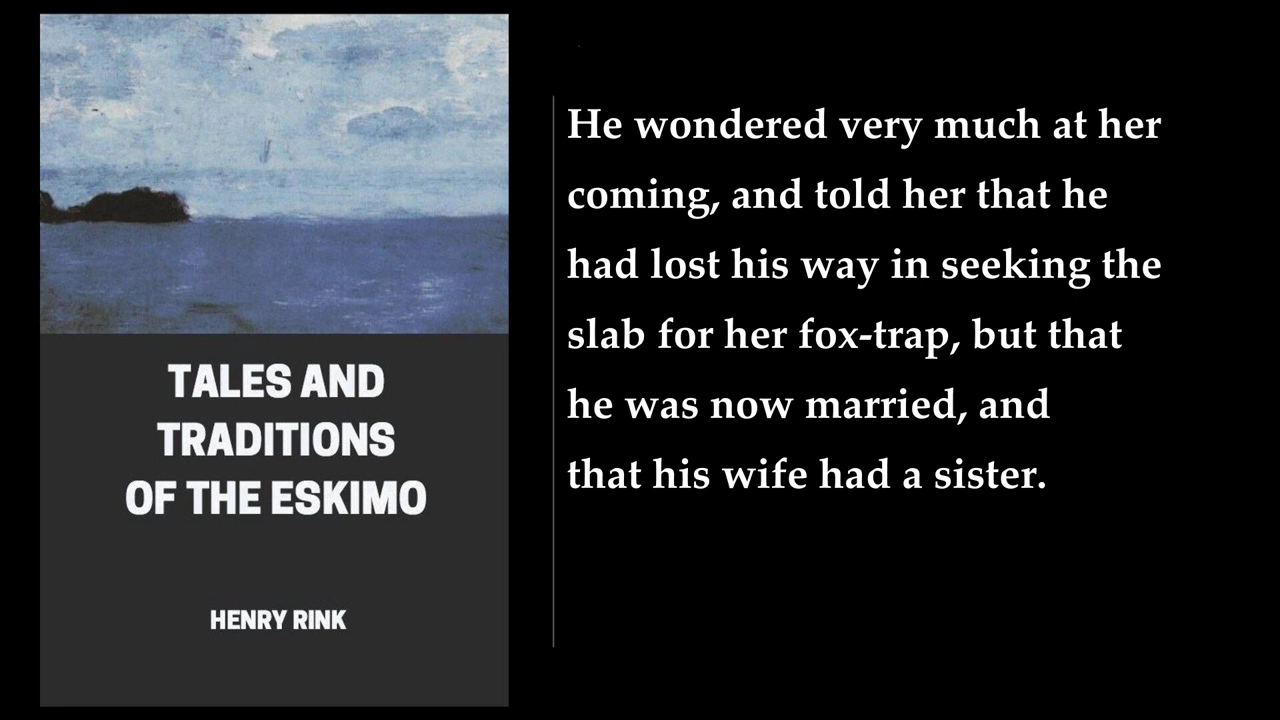 TALES AND
TRADITIONS
OF THE ESKIMO
HENRY RINK
He wondered very much at her
coming, and told her that he
had lost his way in seeking the
slab for her fox-trap, but that
he was now married, and
that his wife had a sister.